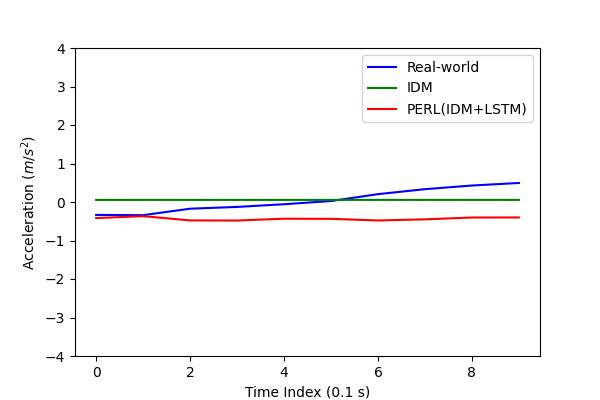 4
3
2
1
0
−1
−2
−3
−4
Acceleration (m/s²)
0
2
4
6
8
Time Index (0.1 s)
Real-world
IDM
PERL(IDM+LSTM)